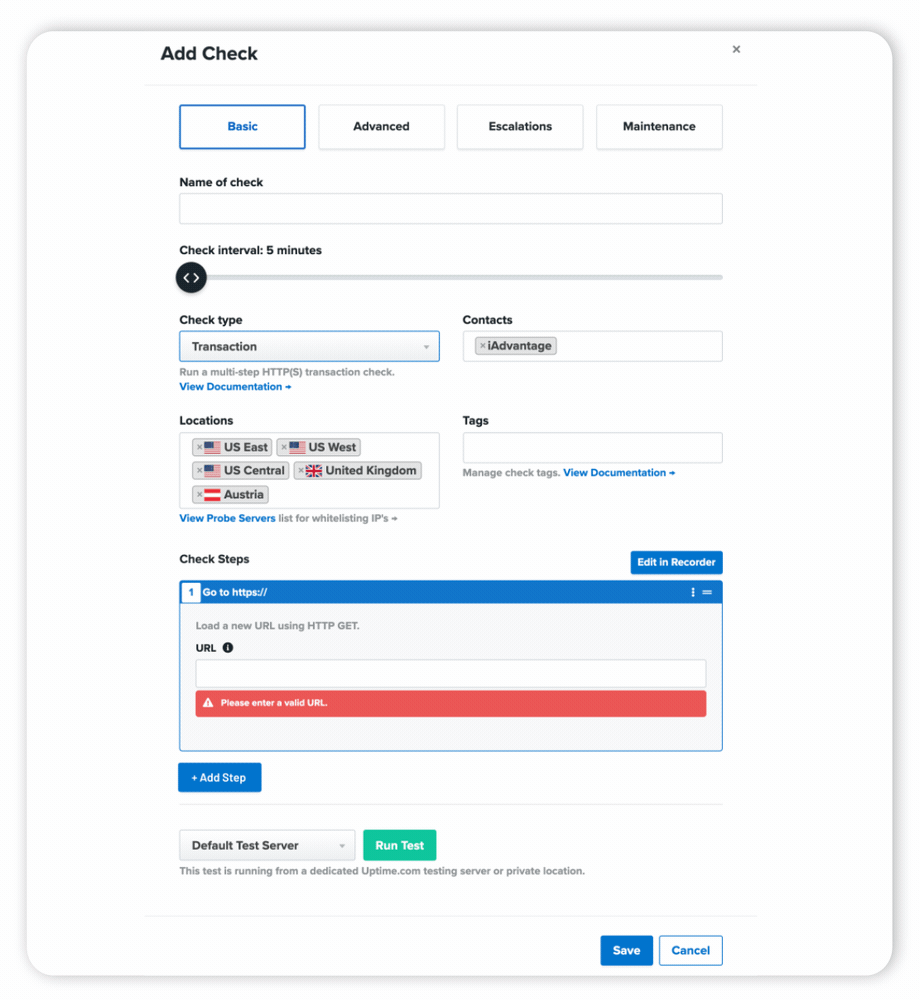 Add Check
×
Basic
Advanced
Escalations
Maintenance
Name of check
Check interval: 5 minutes
Check type
Contacts
Transaction
× iAdvantage
Run a multi-step HTTP(S) transaction check.
View Documentation →
Locations
Tags
× US East × US West
× US Central × United Kingdom
× Austria
Manage check tags. View Documentation →
View Probe Servers list for whitelisting IP's →
Check Steps
Edit in Recorder
1 Go to https://
Load a new URL using HTTP GET.
URL
Please enter a valid URL.
+ Add Step
Default Test Server
Run Test
This test is running from a dedicated Uptime.com testing server or private location.
Save
Cancel